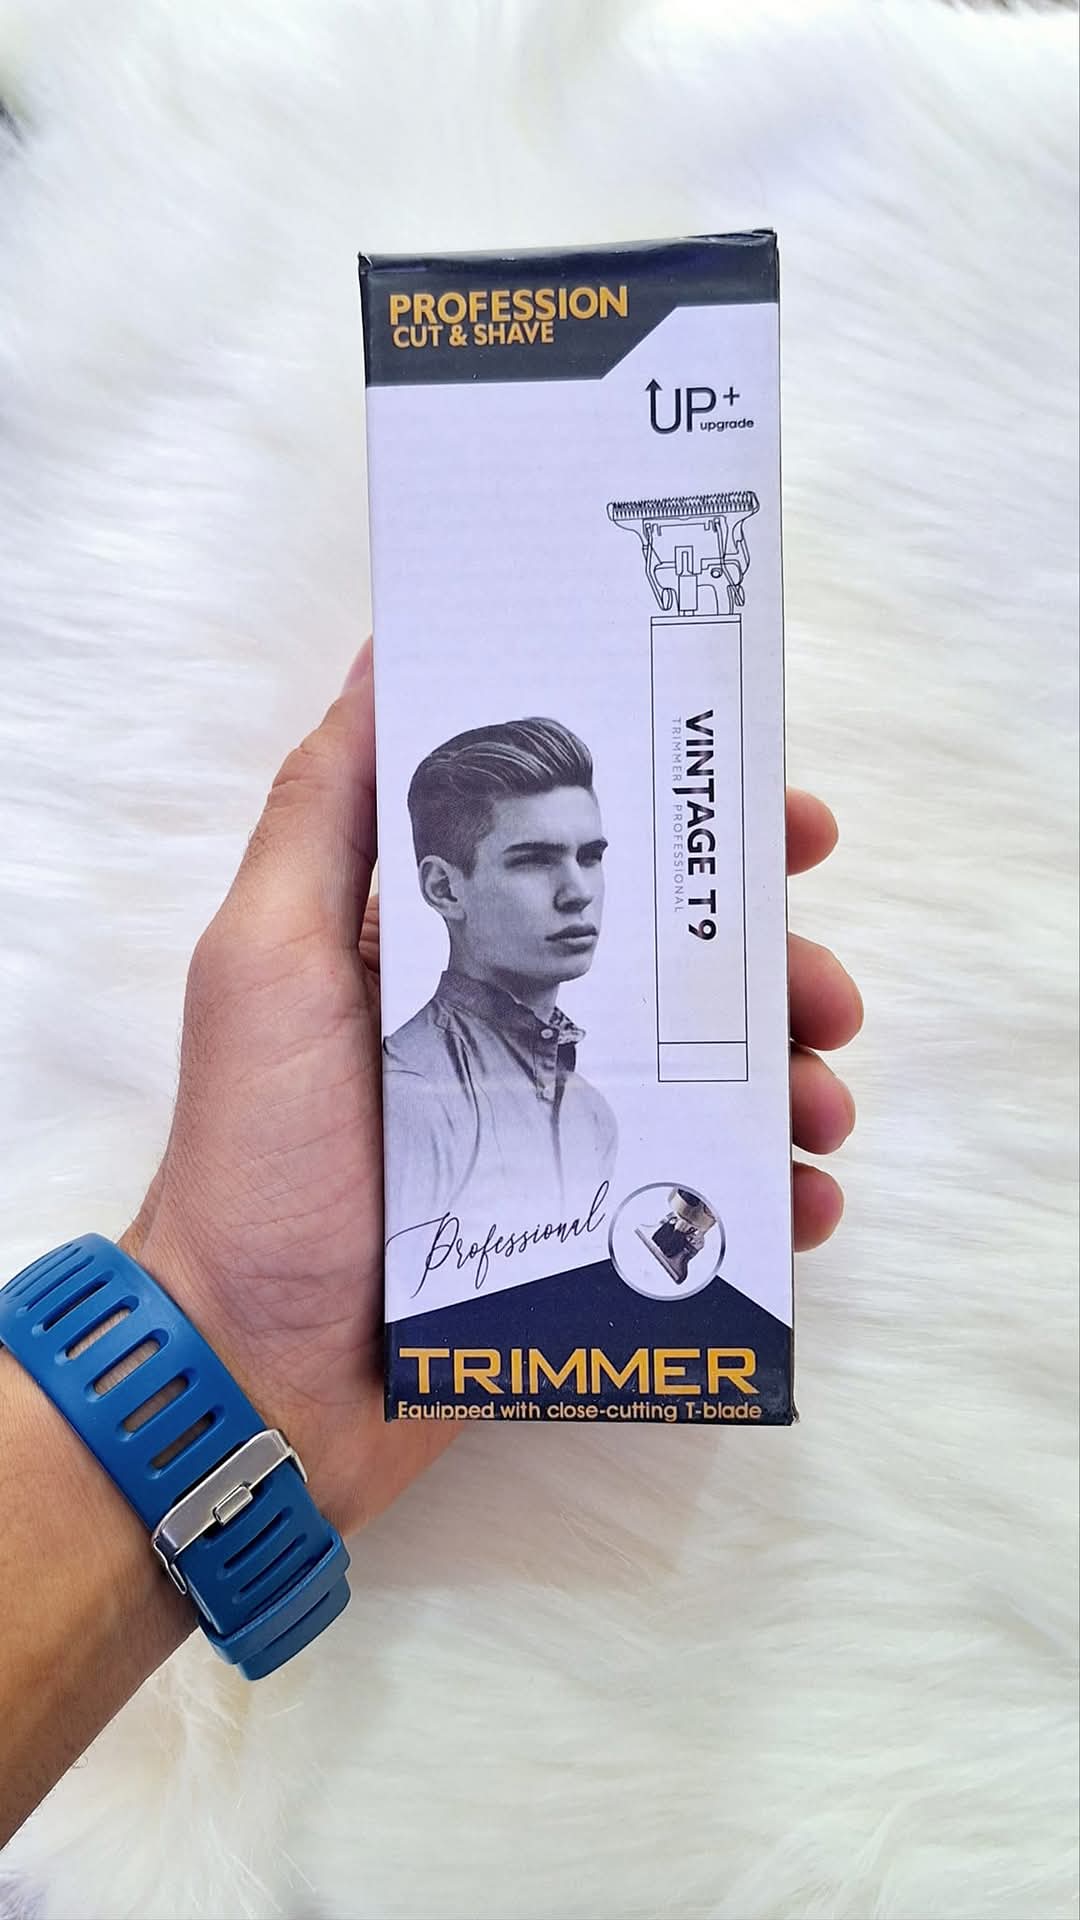 PROFESSION
CUT & SHAVE
UP+
upgrade
VINTAGE T9
TRIMMER PROFESSIONAL
Professional
TRIMMER
Equipped with close-cutting T-blade